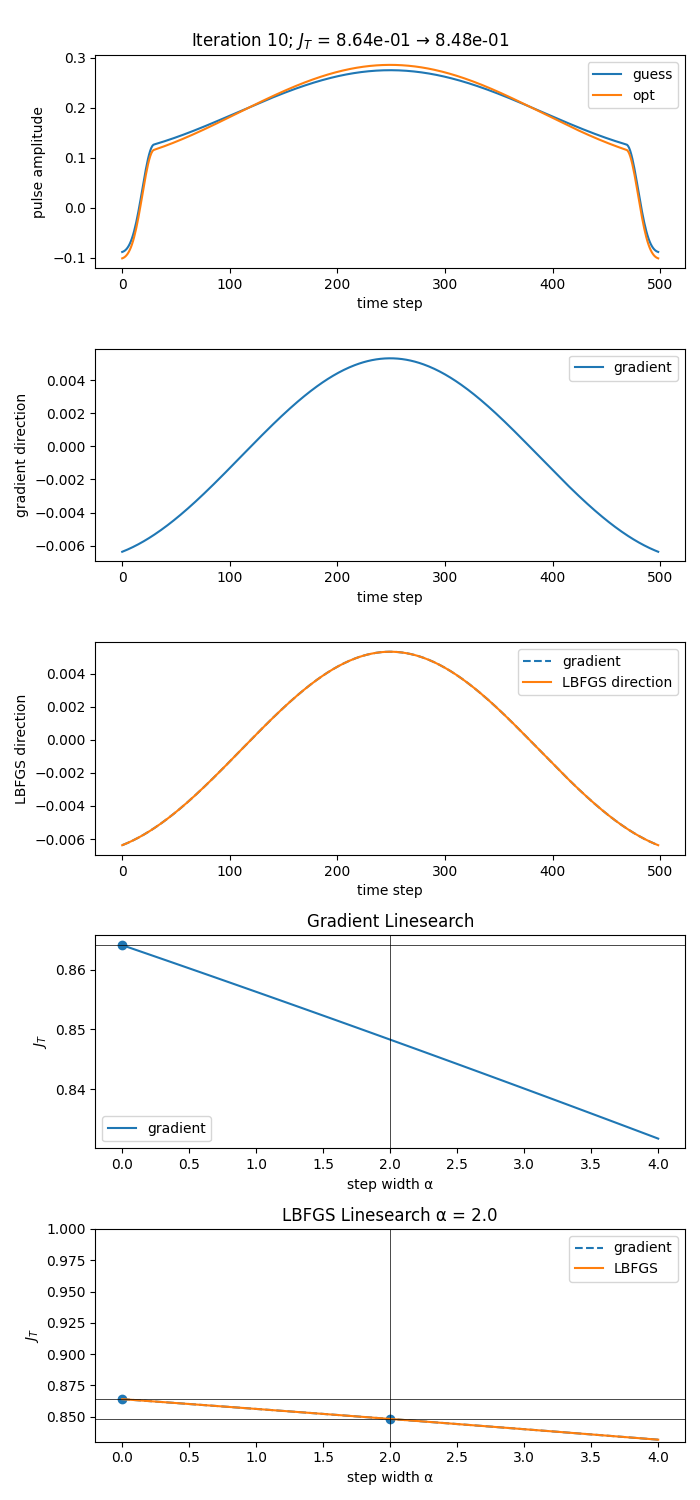 Iteration 10; J_T = 8.64e-01 → 8.48e-01
0.3
0.2
0.1
0.0
−0.1
pulse amplitude
guess
opt
0 100 200 300 400 500
time step
0.004
0.002
0.000
−0.002
−0.004
−0.006
gradient direction
gradient
0 100 200 300 400 500
time step
0.004
0.002
0.000
−0.002
−0.004
−0.006
LBFGS direction
gradient
LBFGS direction
0 100 200 300 400 500
time step
Gradient Linesearch
0.86
0.85
0.84
J_T
gradient
0.0 0.5 1.0 1.5 2.0 2.5 3.0 3.5 4.0
step width α
LBFGS Linesearch α = 2.0
1.000
0.975
0.950
0.925
0.900
0.875
0.850
J_T
gradient
LBFGS
0.0 0.5 1.0 1.5 2.0 2.5 3.0 3.5 4.0
step width α